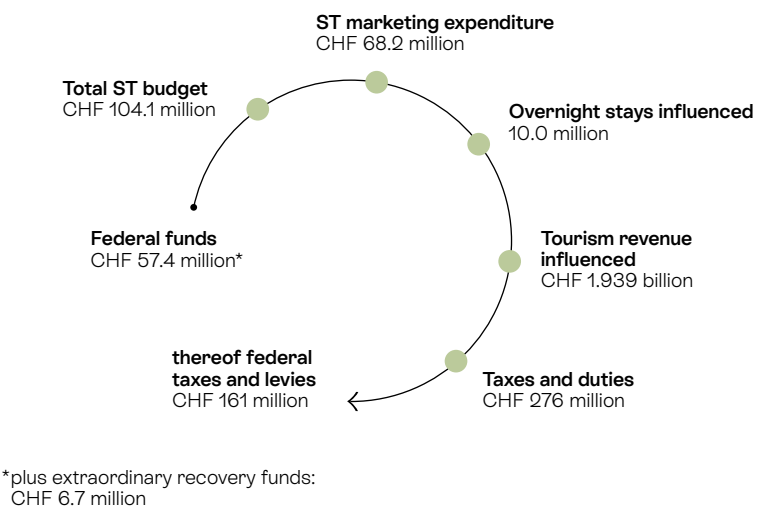 Federal funds
CHF 57.4 million*
Total ST budget
CHF 104.1 million
ST marketing expenditure
CHF 68.2 million
Overnight stays influenced
10.0 million
Tourism revenue
influenced
CHF 1.939 billion
Taxes and duties
CHF 276 million
thereof federal
taxes and levies
CHF 161 million
*plus extraordinary recovery funds:
CHF 6.7 million